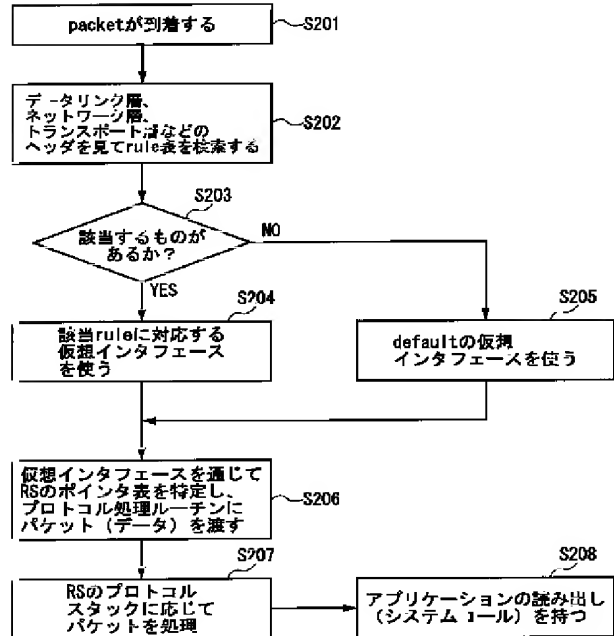 packetが到着する
S201
データリンク層、
ネットワーク層、
トランスポート層などの
ヘッダを見てrule表を検索する
S202
S203
該当するものが
あるか？
NO
YES
S204
該当ruleに対応する
仮想インタフェース
を使う
S205
defaultの仮想
インタフェースを使う
仮想インタフェースを通じて
RSのポインタ表を特定し、
プロトコル処理ルーチンに
パケット（データ）を渡す
S206
S207
RSのプロトコル
スタックに応じて
パケットを処理
S208
アプリケーションの読み出し
（システムコール）を持つ